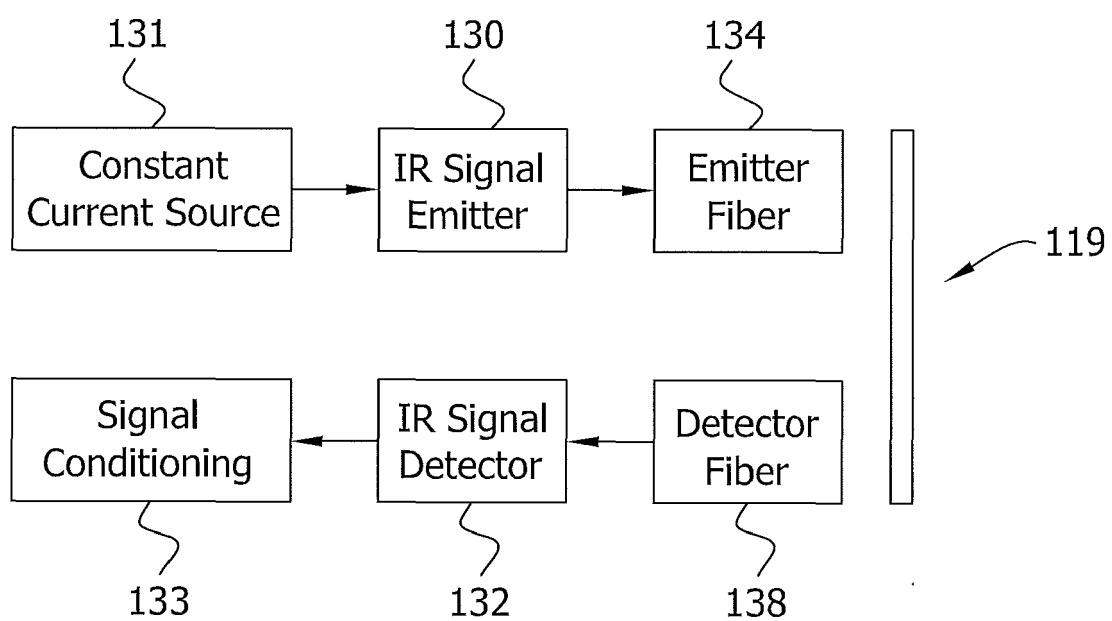 131
130
134
Constant
Current Source
IR Signal
Emitter
Emitter
Fiber
119
Signal
Conditioning
IR Signal
Detector
Detector
Fiber
133
132
138